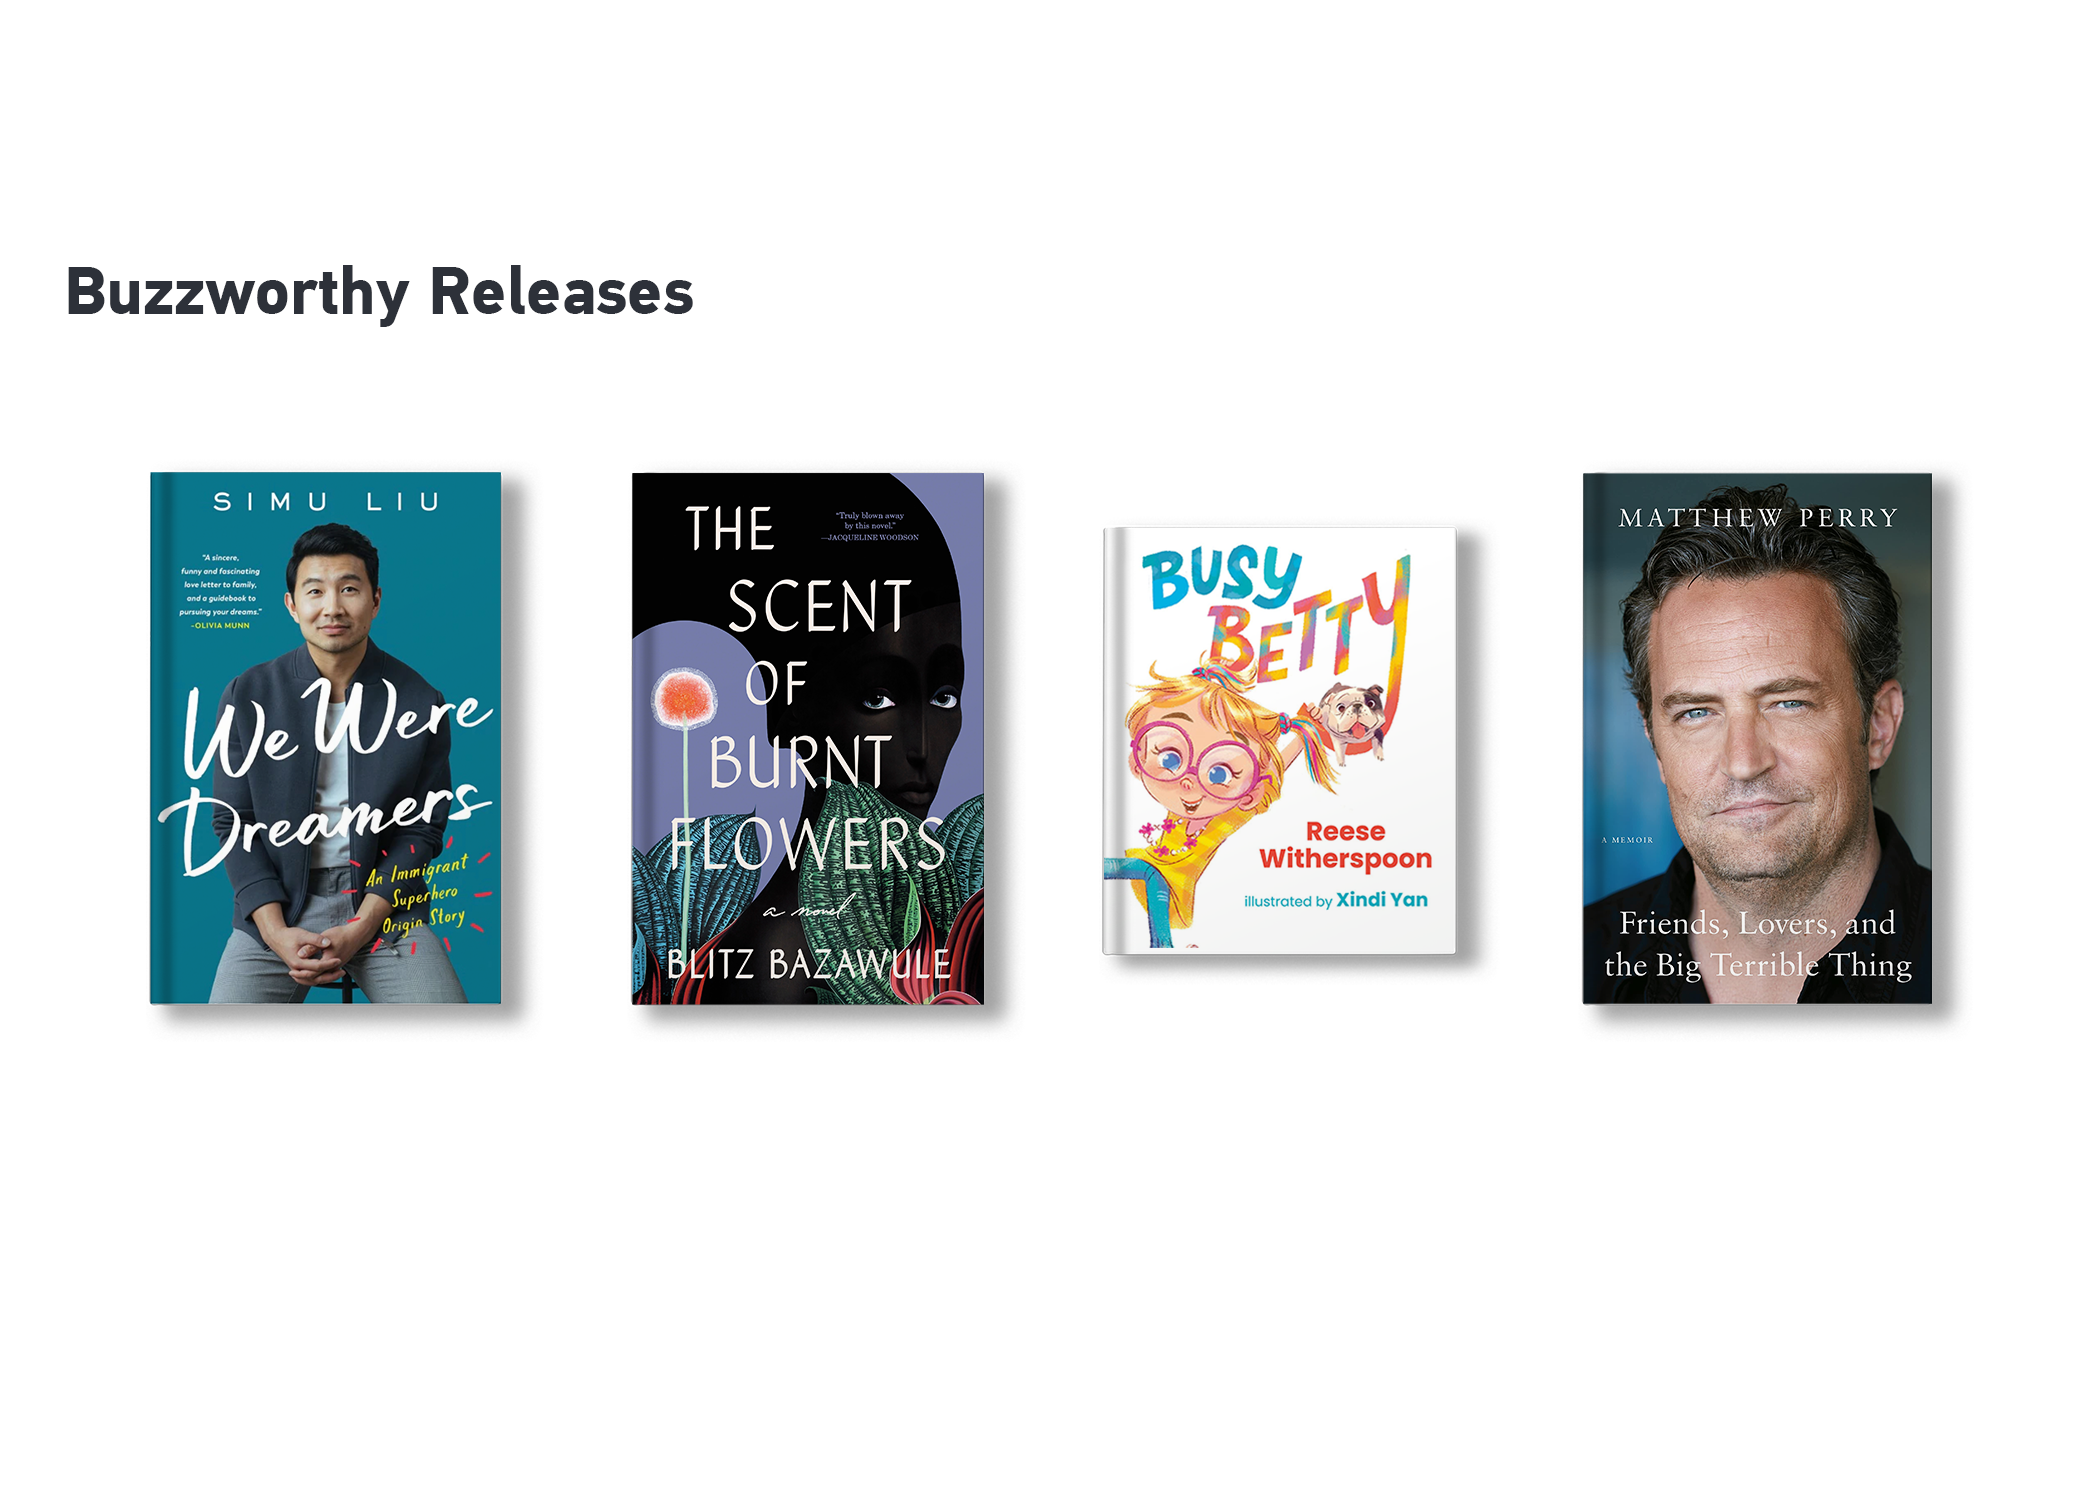 Buzzworthy Releases
SIMU LIU
"A sincere,
funny and fascinating
love letter to family,
and a guidebook to
pursuing your dreams."
-OLIVIA MUNN
We Were
Dreamers
An Immigrant
Superhero
Origin Story
THE
"Truly blown away
by this novel."
—JACQUELINE WOODSON
SCENT
OF
BURNT
FLOWERS
a novel
BLITZ BAZAWULE
BUSY
BETTY
Reese
Witherspoon
illustrated by Xindi Yan
MATTHEW PERRY
A MEMOIR
Friends, Lovers, and
the Big Terrible Thing